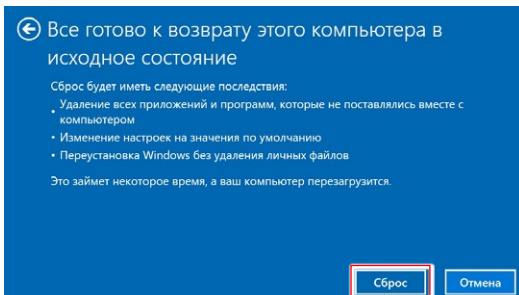 Все готово к возврату этого компьютера в
исходное состояние
Сброс будет иметь следующие последствия:
• Удаление всех приложений и программ, которые не поставлялись вместе с
компьютером
• Изменение настроек на значения по умолчанию
• Переустановка Windows без удаления личных файлов
Это займет некоторое время, а ваш компьютер перезагрузится.
Сброс
Отмена